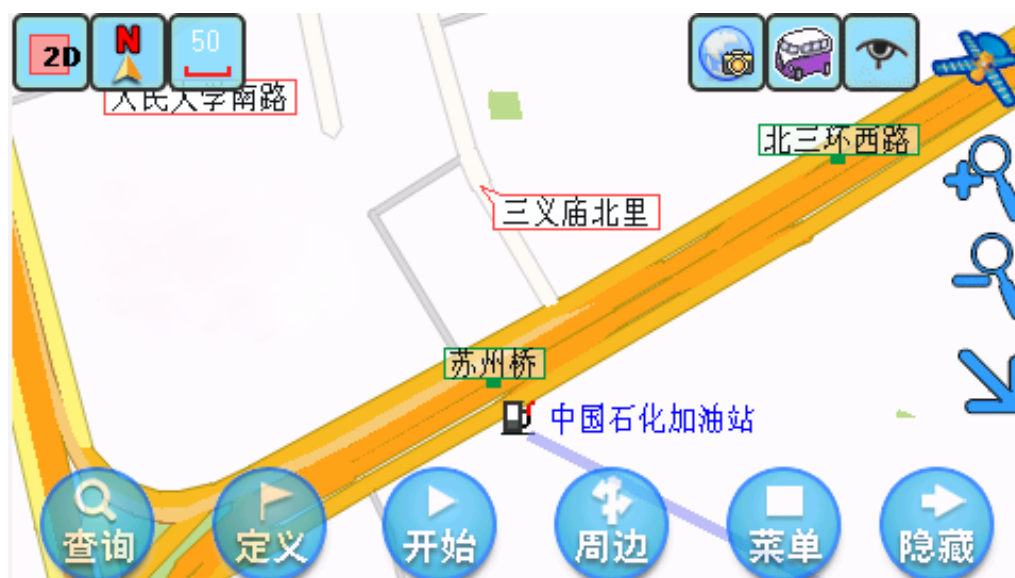 2D
N
50
人民大学南路
北三环西路
三义庙北里
苏州桥
中国石化加油站
查询
定义
开始
周边
菜单
隐藏